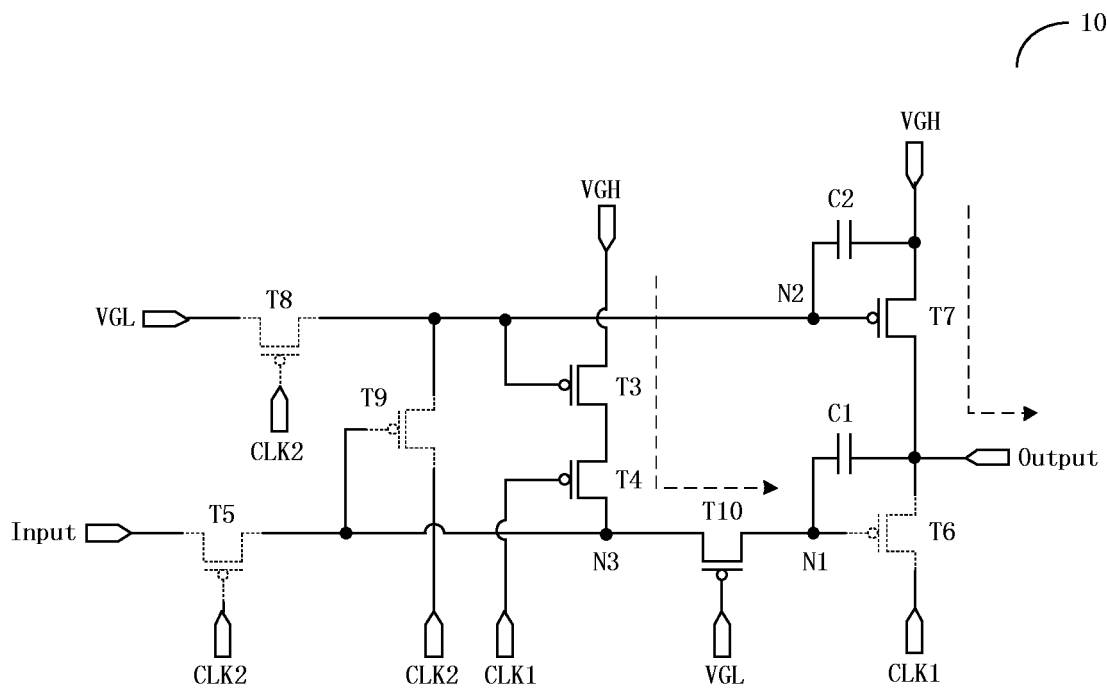 10
VGH
VGH
C2
N2
T8
VGL
T7
T3
T9
CLK2
C1
Output
T4
T5
T10
Input
N3
N1
T6
CLK2
CLK2
CLK1
VGL
CLK1